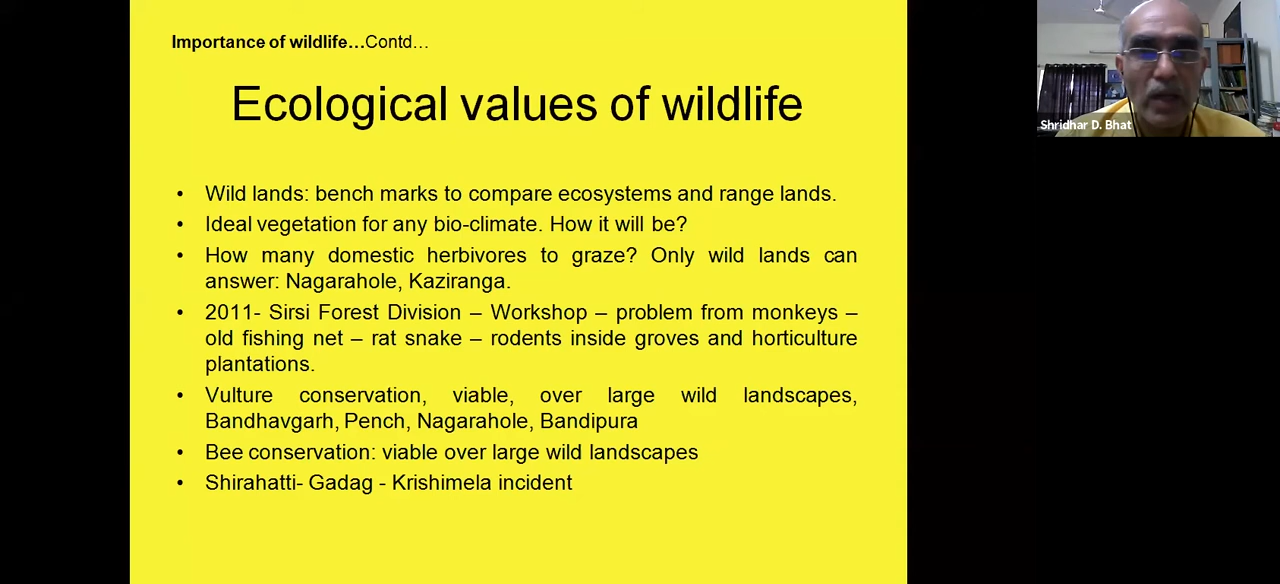 Importance of wildlife…Contd…
Ecological values of wildlife
• Wild lands: bench marks to compare ecosystems and range lands.
• Ideal vegetation for any bio-climate. How it will be?
• How many domestic herbivores to graze? Only wild lands can
answer: Nagarahole, Kaziranga.
• 2011- Sirsi Forest Division – Workshop – problem from monkeys –
old fishing net – rat snake – rodents inside groves and horticulture
plantations.
• Vulture conservation, viable, over large wild landscapes,
Bandhavgarh, Pench, Nagarahole, Bandipura
• Bee conservation: viable over large wild landscapes
• Shirahatti- Gadag - Krishimela incident
Shridhar D. Bhat